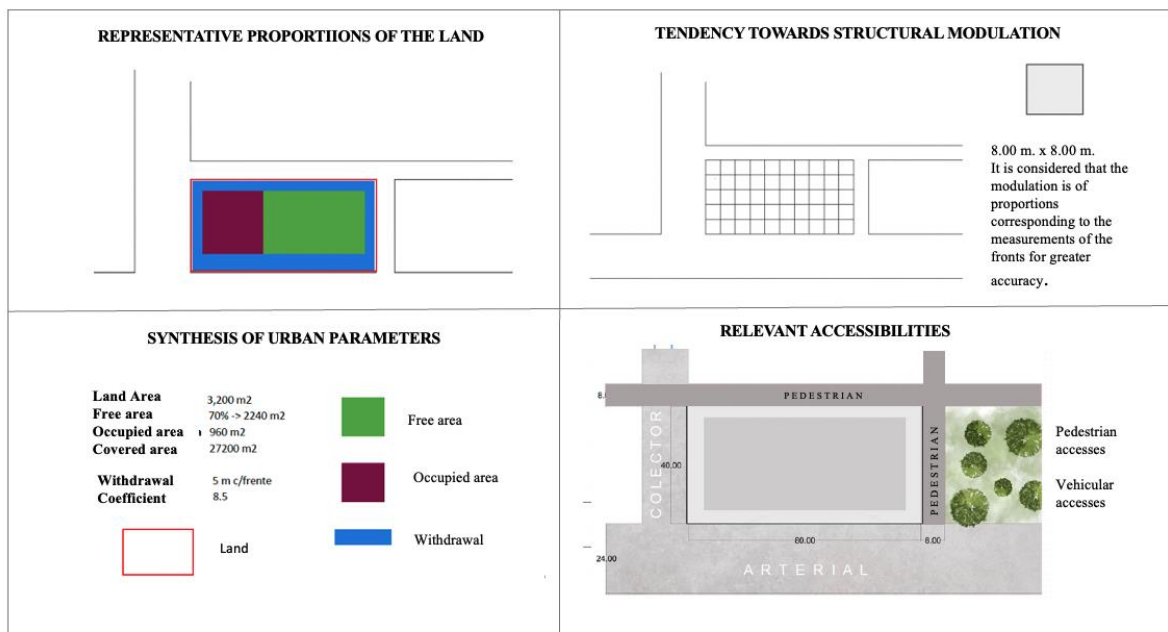 REPRESENTATIVE PROPORTIIONS OF THE LAND
TENDENCY TOWARDS STRUCTURAL MODULATION
8.00 m. x 8.00 m.
It is considered that the
modulation is of
proportions
corresponding to the
measurements of the
fronts for greater
accuracy.
SYNTHESIS OF URBAN PARAMETERS
Land Area 3,200 m2
Free area 70% -> 2240 m2
Occupied area 960 m2
Covered area 27200 m2
Withdrawal 5 m c/frente
Coefficient 8.5
Land
Free area
Occupied area
Withdrawal
RELEVANT ACCESSIBILITIES
PEDESTRIAN
COLECTOR
40.00
PEDESTRIAN
80.00
8.00
24.00
ARTERIAL
Pedestrian
accesses
Vehicular
accesses